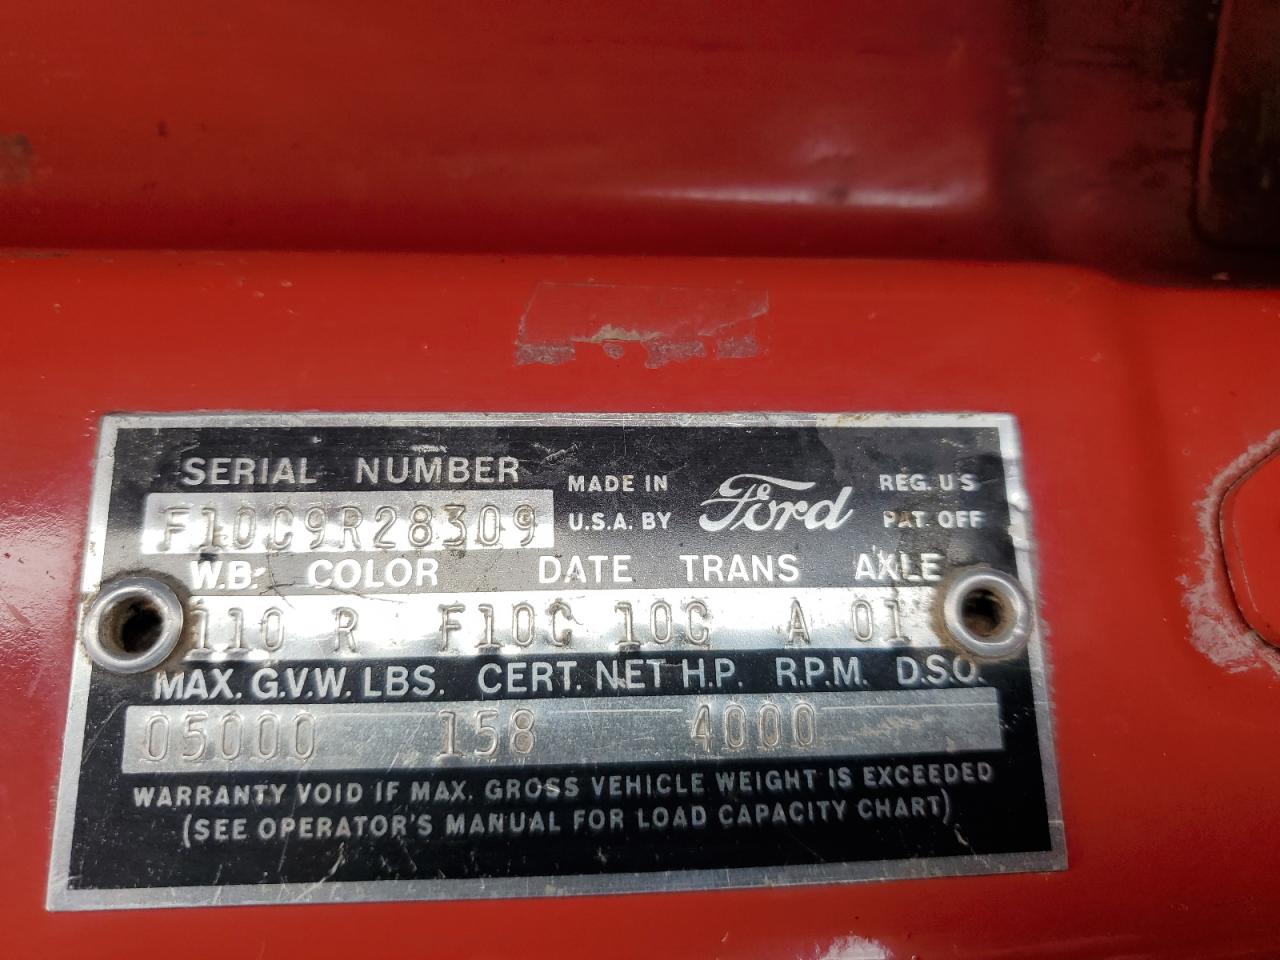 SERIAL NUMBER
F10C9R28309
MADE IN
U.S.A. BY
Ford
REG. U S
PAT. OFF
W.B. COLOR DATE TRANS AXLE
110 R F10C 10C A 01
MAX. G.V.W. LBS. CERT. NET H.P. R.P.M. D.S.O.
05000 158 4000
WARRANTY VOID IF MAX. GROSS VEHICLE WEIGHT IS EXCEEDED
(SEE OPERATOR'S MANUAL FOR LOAD CAPACITY CHART)